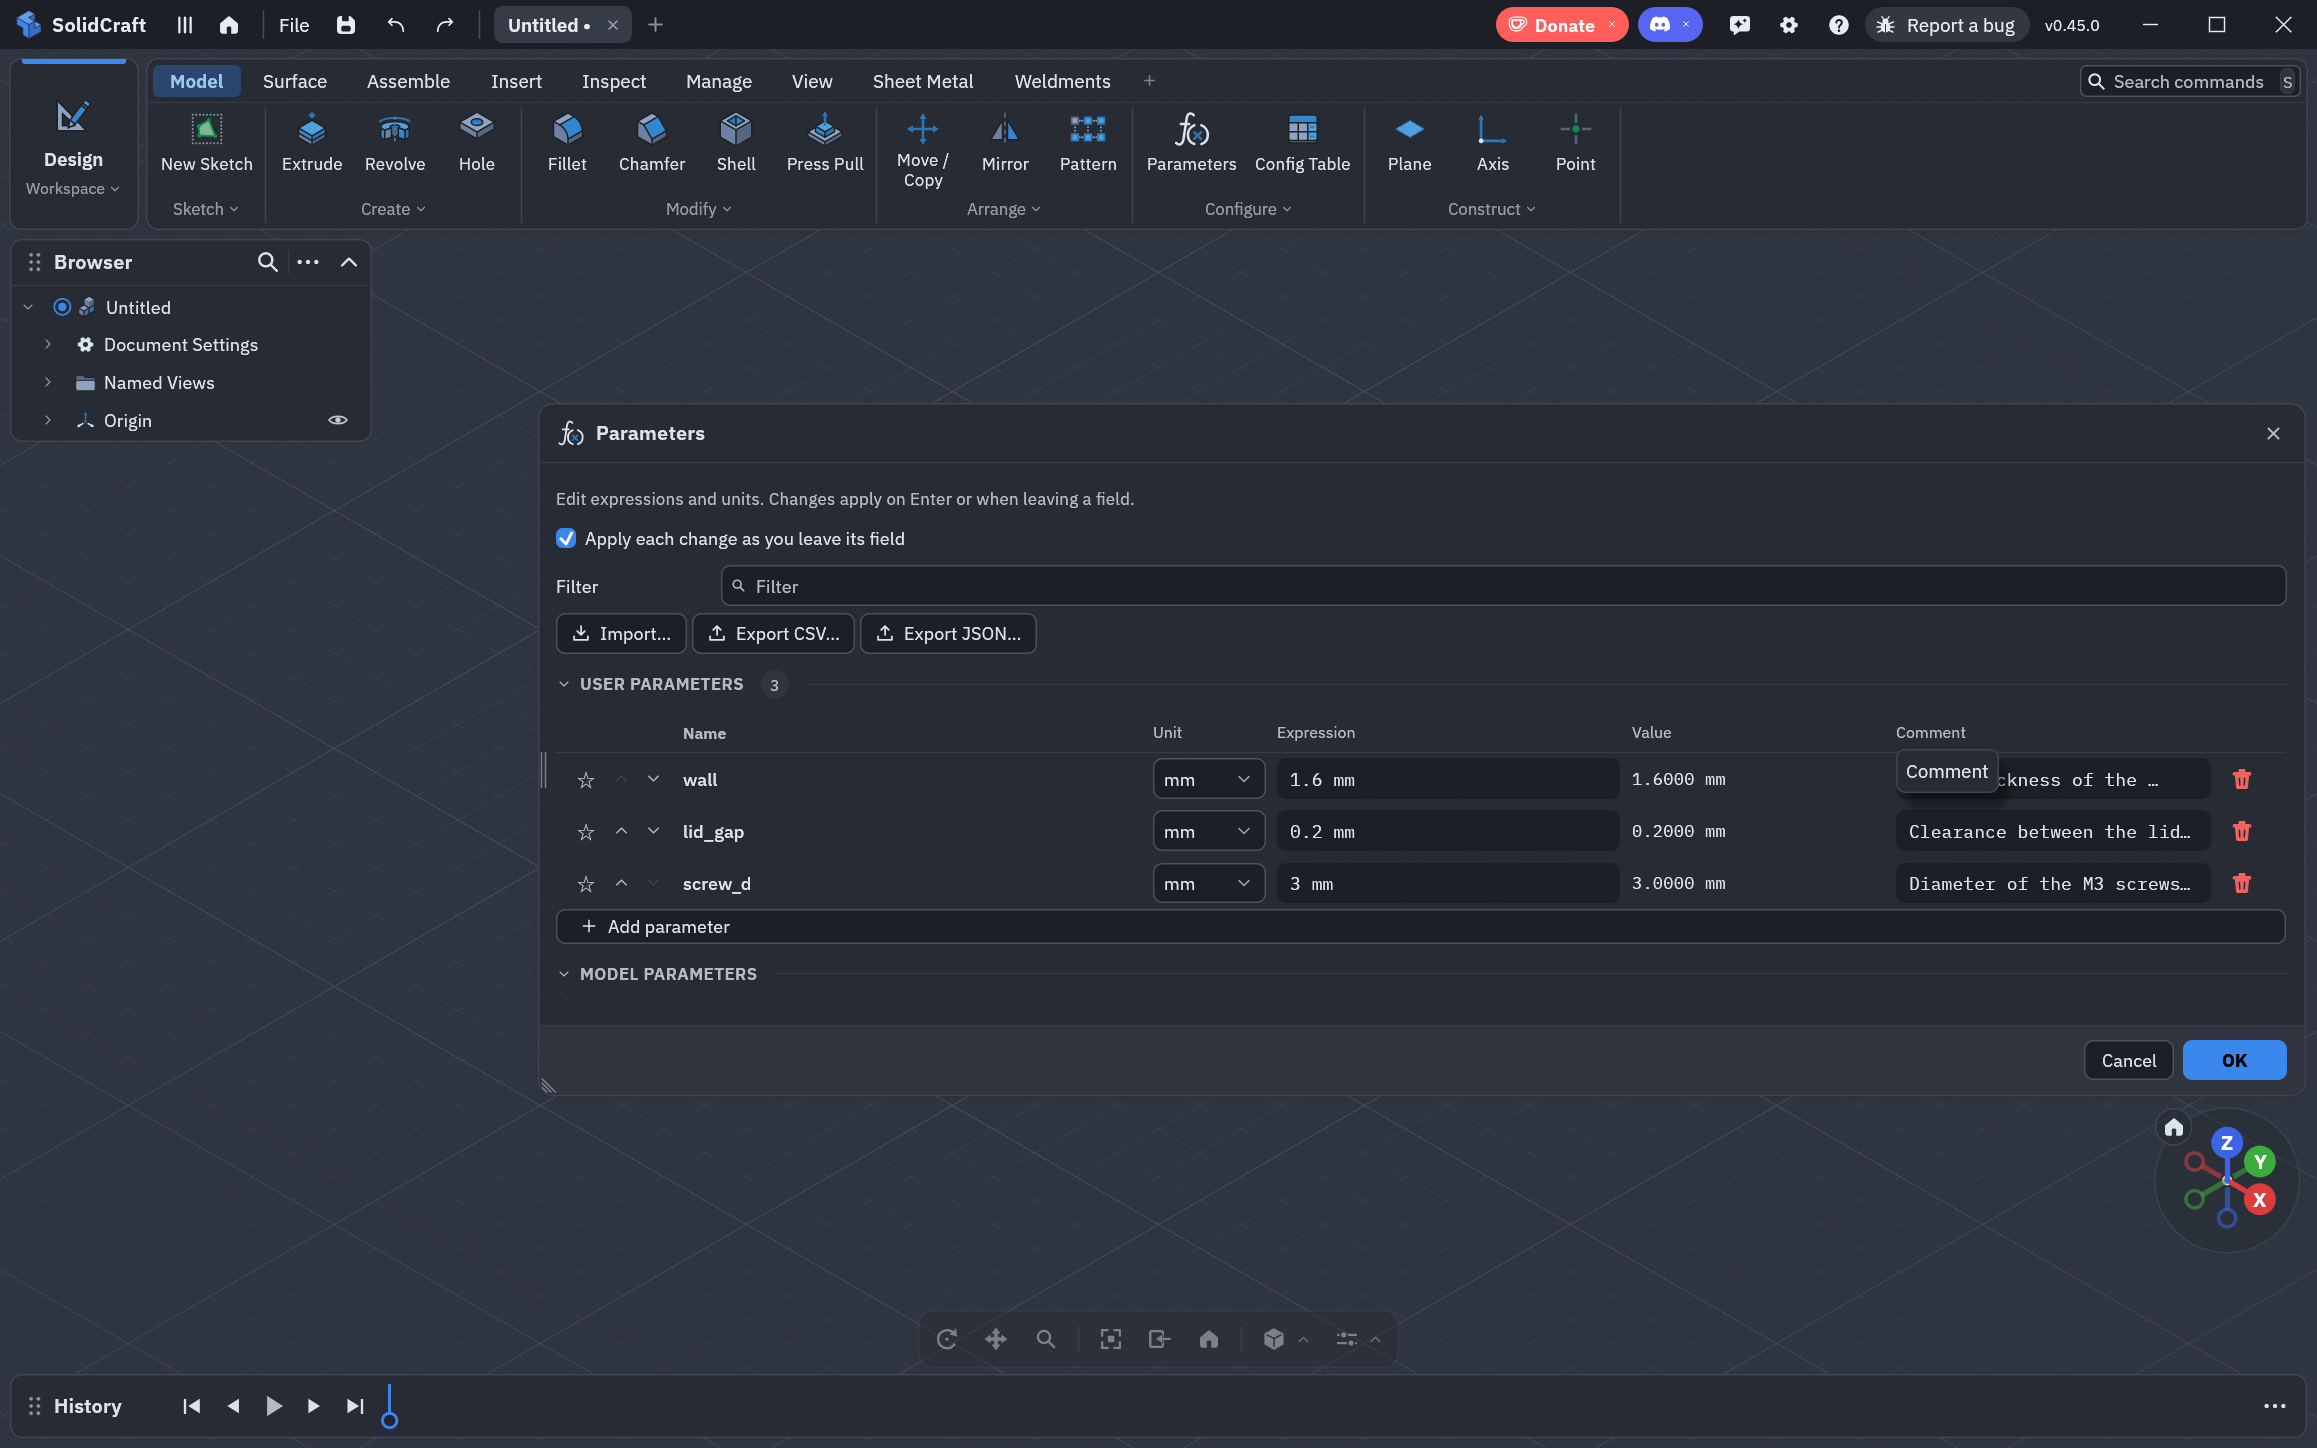 SolidCraft
File
Untitled •
Donate
Report a bug
v0.45.0
Design
Workspace
Model
Surface
Assemble
Insert
Inspect
Manage
View
Sheet Metal
Weldments
Search commands
S
New Sketch
Extrude
Revolve
Hole
Fillet
Chamfer
Shell
Press Pull
Move /
Copy
Mirror
Pattern
Parameters
Config Table
Plane
Axis
Point
Sketch
Create
Modify
Arrange
Configure
Construct
Browser
Untitled
Document Settings
Named Views
Origin
Parameters
Edit expressions and units. Changes apply on Enter or when leaving a field.
Apply each change as you leave its field
Filter
Filter
Import...
Export CSV...
Export JSON...
USER PARAMETERS 3
Name
Unit
Expression
Value
Comment
Comment
wall
mm
1.6 mm
1.6000 mm
of the …
lid_gap
mm
0.2 mm
0.2000 mm
Clearance between the lid…
screw_d
mm
3 mm
3.0000 mm
Diameter of the M3 screws…
Add parameter
MODEL PARAMETERS
Cancel
OK
Z
Y
X
History